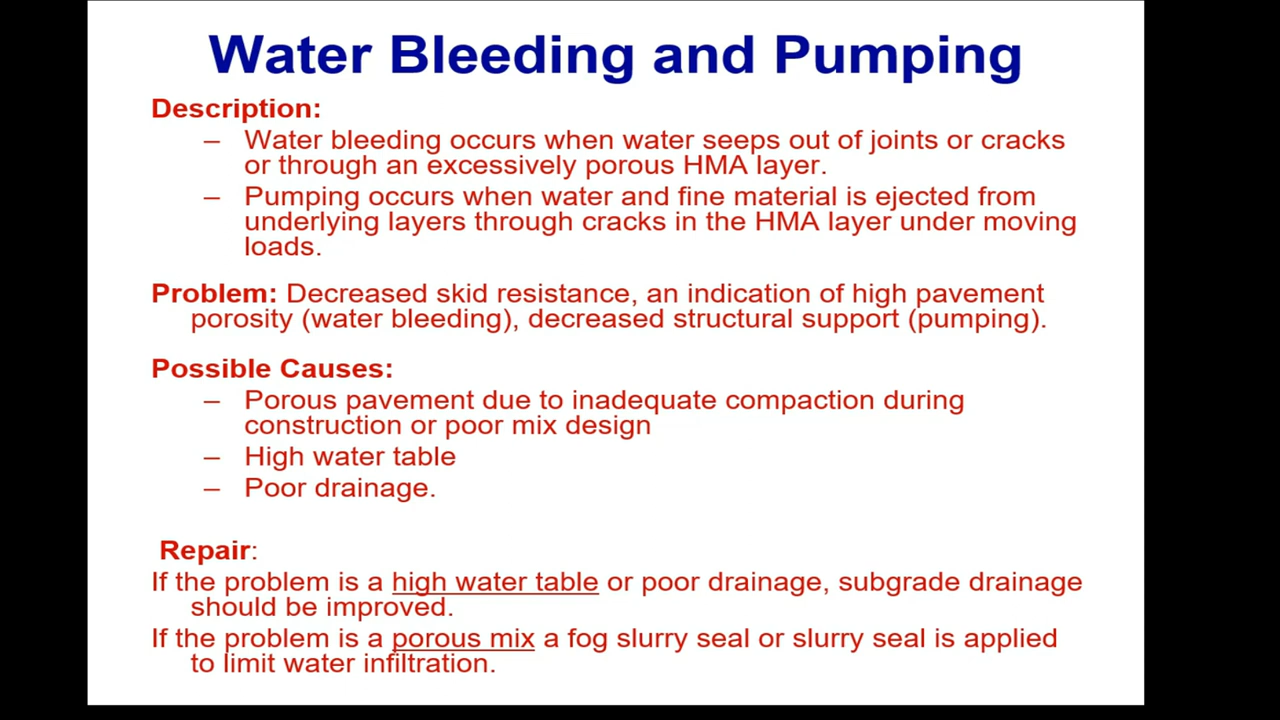 Water Bleeding and Pumping
Description:
– Water bleeding occurs when water seeps out of joints or cracks
or through an excessively porous HMA layer.
– Pumping occurs when water and fine material is ejected from
underlying layers through cracks in the HMA layer under moving
loads.
Problem: Decreased skid resistance, an indication of high pavement
porosity (water bleeding), decreased structural support (pumping).
Possible Causes:
– Porous pavement due to inadequate compaction during
construction or poor mix design
– High water table
– Poor drainage.
Repair:
If the problem is a high water table or poor drainage, subgrade drainage
should be improved.
If the problem is a porous mix a fog slurry seal or slurry seal is applied
to limit water infiltration.